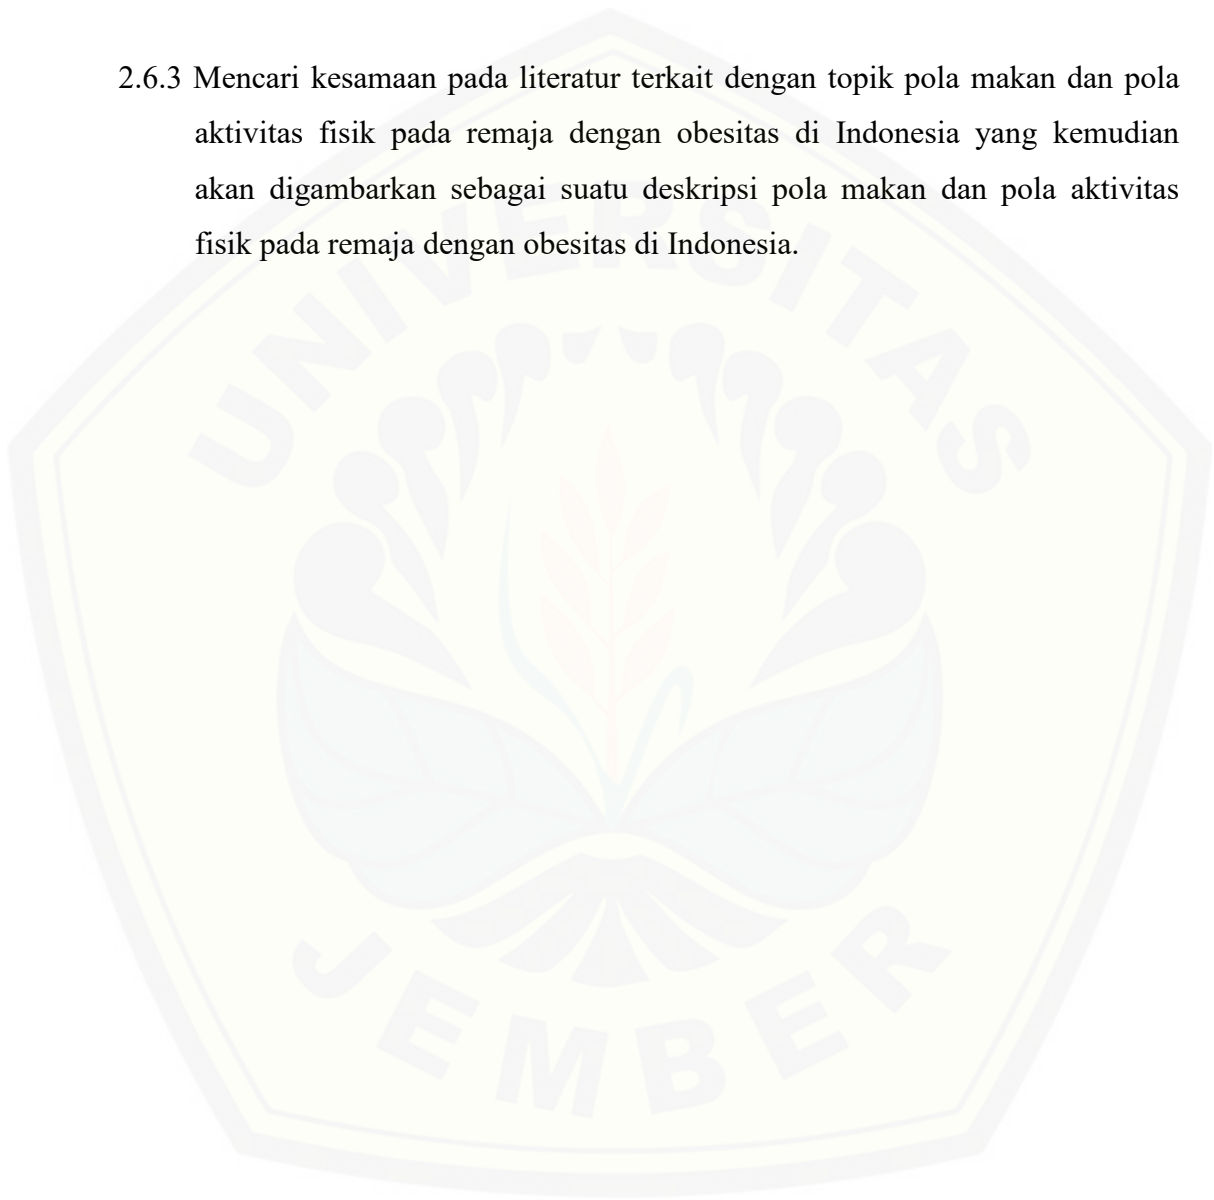 2.6.3 Mencari kesamaan pada literatur terkait dengan topik pola makan dan pola
aktivitas fisik pada remaja dengan obesitas di Indonesia yang kemudian
akan digambarkan sebagai suatu deskripsi pola makan dan pola aktivitas
fisik pada remaja dengan obesitas di Indonesia.
UNIVERSITAS
JEMBER